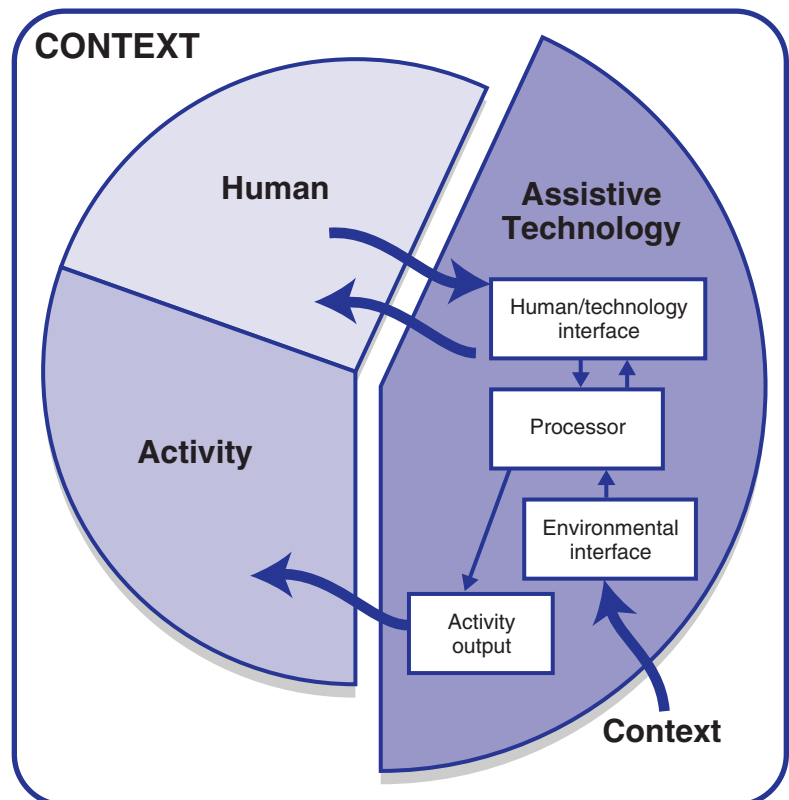 CONTEXT
Human
Assistive
Technology
Human/technology
interface
Processor
Activity
Environmental
interface
Activity
output
Context